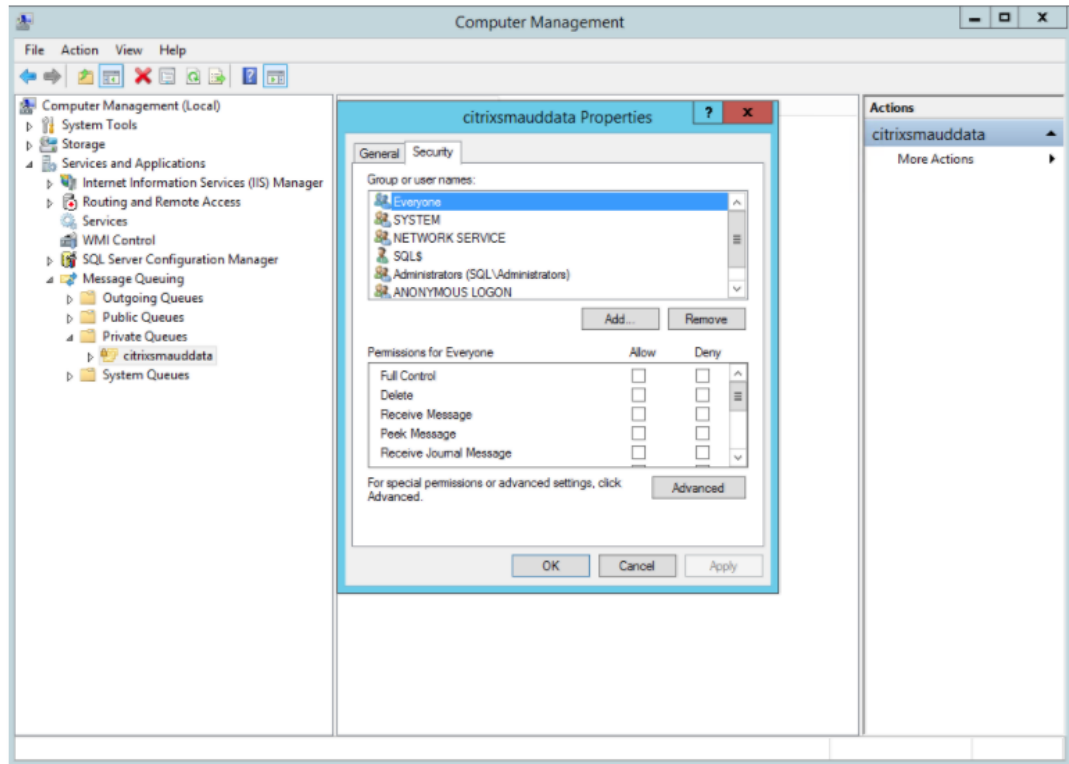 Computer Management
File Action View Help
Computer Management (Local)
System Tools
Storage
Services and Applications
Internet Information Services (IIS) Manager
Routing and Remote Access
Services
WMI Control
SQL Server Configuration Manager
Message Queuing
Outgoing Queues
Public Queues
Private Queues
citrixsmauddata
System Queues
citrixsmauddata Properties
? x
General Security
Group or user names:
Everyone
SYSTEM
NETWORK SERVICE
SQL$
Administrators (SQL\Administrators)
ANONYMOUS LOGON
Add... Remove
Permissions for Everyone Allow Deny
Full Control
Delete
Receive Message
Peek Message
Receive Journal Message
For special permissions or advanced settings, click
Advanced.
Advanced
OK Cancel Apply
Actions
citrixsmauddata
More Actions